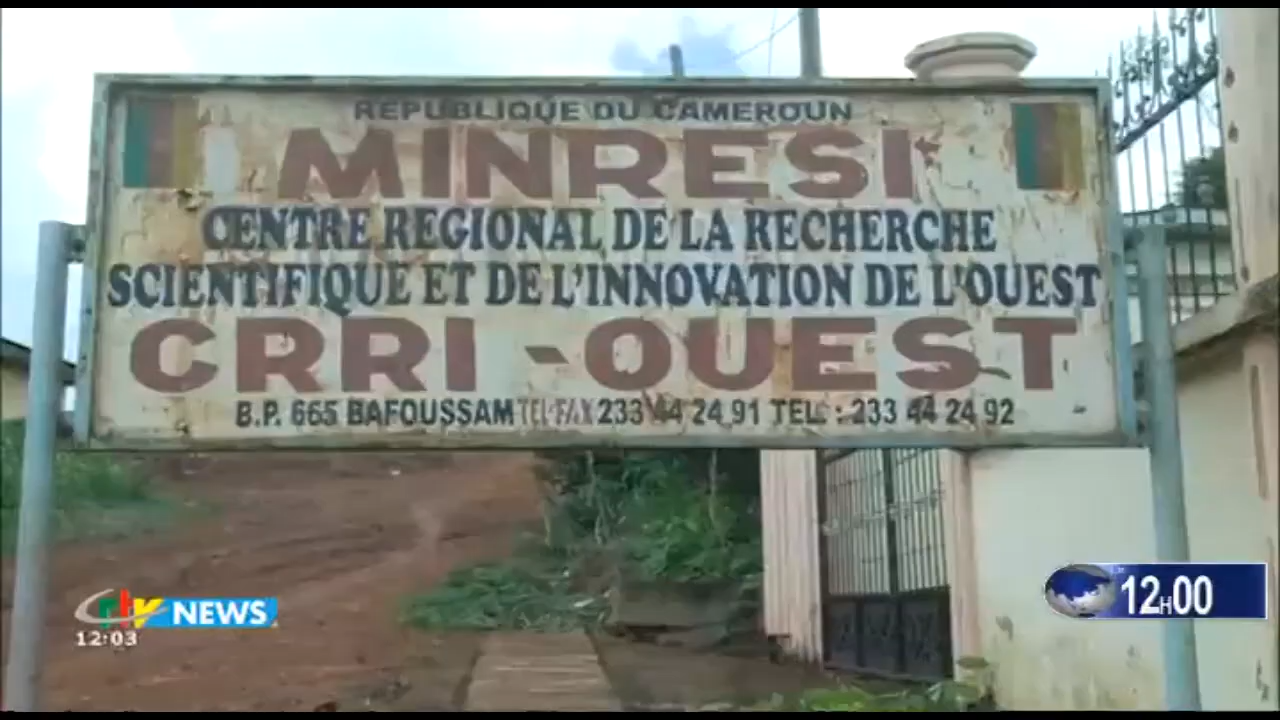 REPUBLIQUE DU CAMEROUN
MINRESI
CENTRE REGIONAL DE LA RECHERCHE
SCIENTIFIQUE ET DE L'INNOVATION DE L'OUEST
CRRI - OUEST
B.P. 665 BAFOUSSAM TEL-FAX 233 44 24 91 TEL : 233 44 24 92
crtv NEWS
12:03
12H00